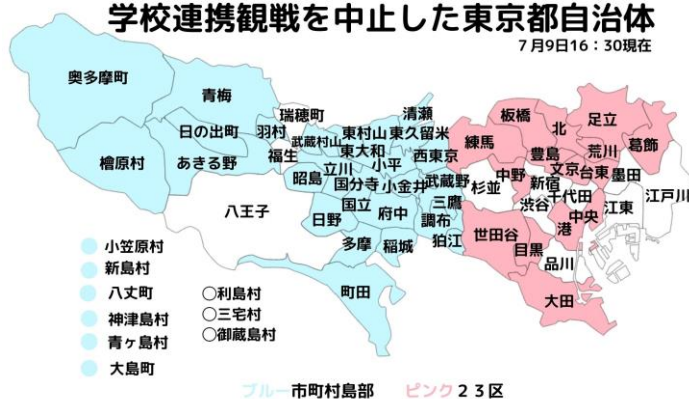 学校連携観戦を中止した東京都自治体
7月9日16：30現在
奥多摩町
青梅
瑞穂町
清瀬
日の出町
羽村
武蔵村山
東村山
東久留米
檜原村
あきる野
福生
東大和
小平
西東京
昭島
立川
国分寺
小金井
武蔵野
八王子
日野
国立
府中
三鷹
調布
狛江
多摩
稲城
町田
板橋
北
足立
練馬
豊島
荒川
葛飾
中野
文京
台東
墨田
杉並
新宿
千代田
江戸川
渋谷
中央
江東
港
世田谷
目黒
品川
大田
小笠原村
新島村
八丈町
神津島村
青ヶ島村
大島町
○利島村
○三宅村
○御蔵島村
ブルー市町村島部 ピンク２３区